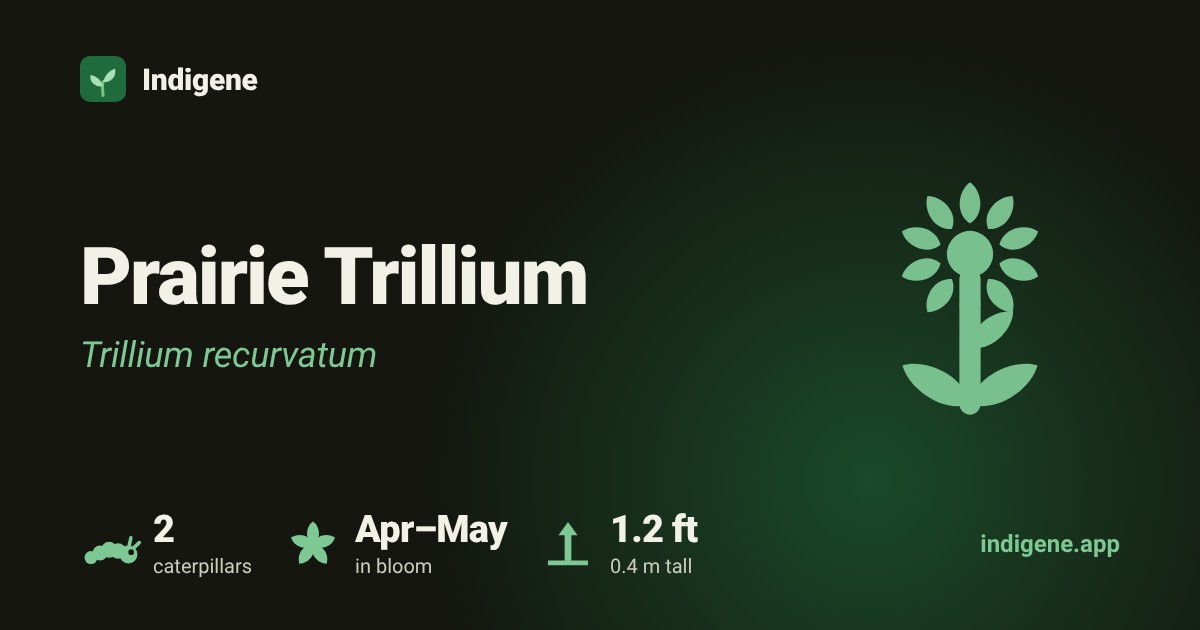 Indigene
Prairie Trillium
Trillium recurvatum
2
caterpillars
Apr–May
in bloom
1.2 ft
0.4 m tall
indigene.app